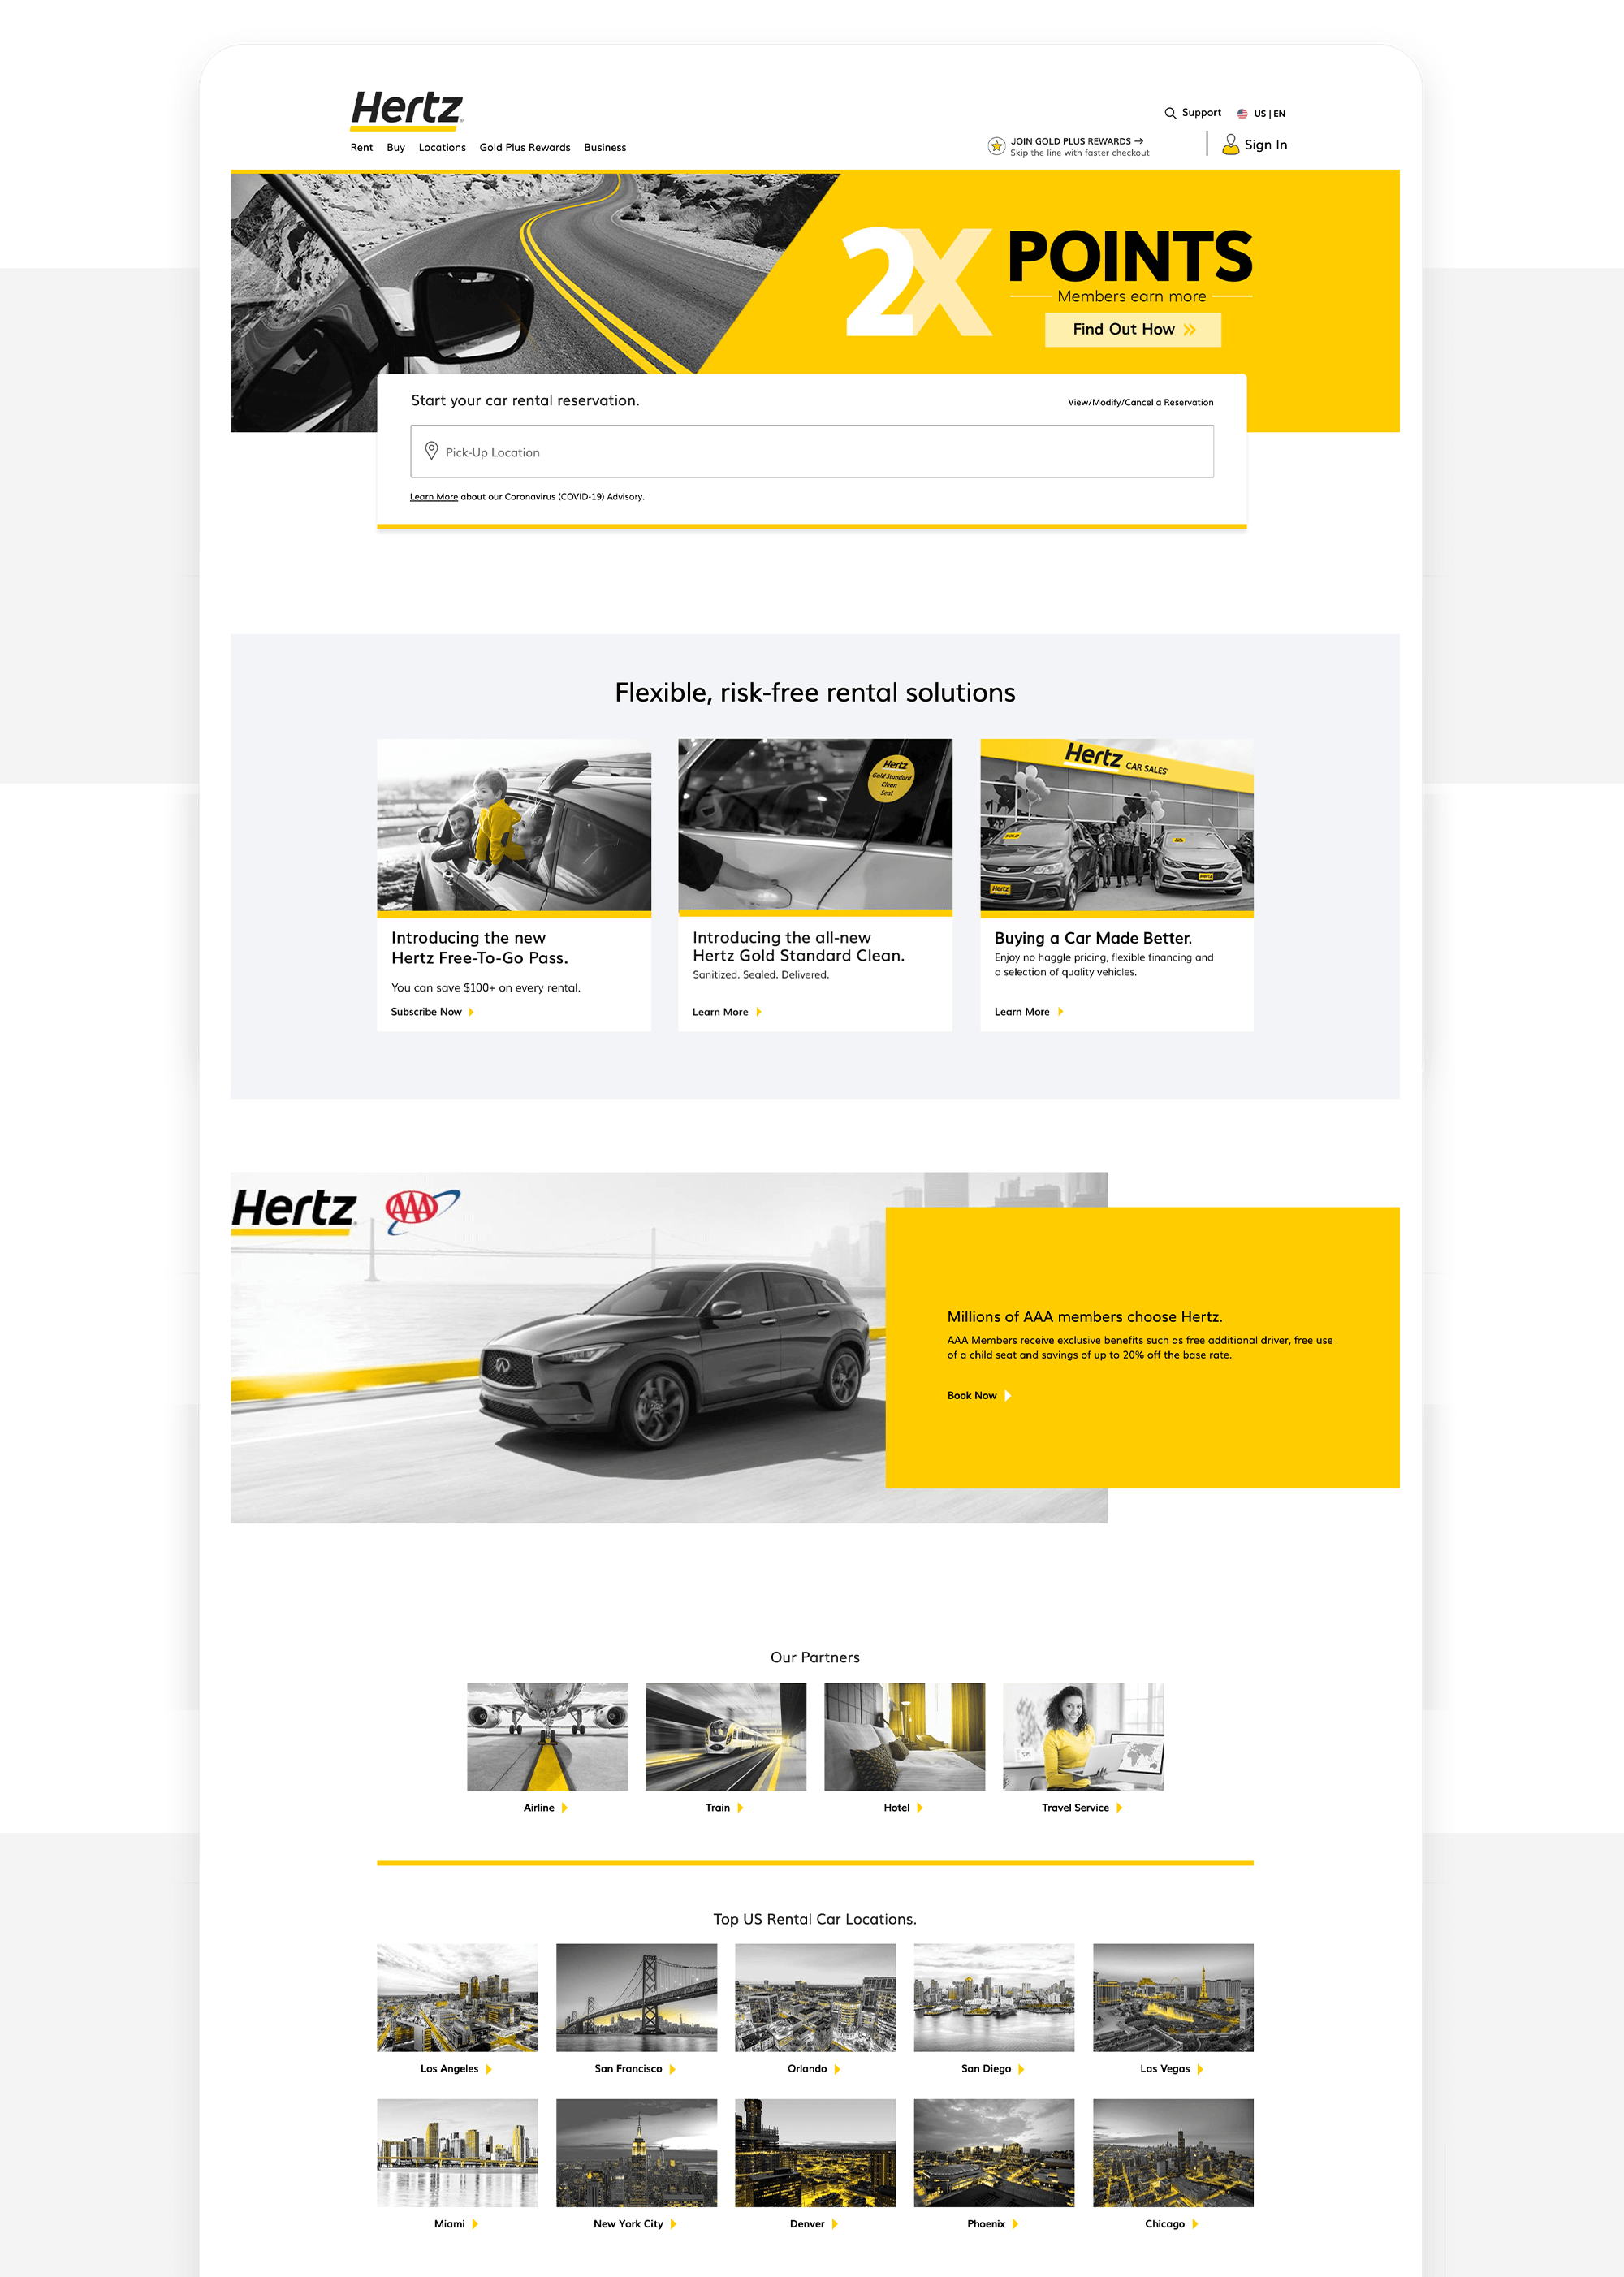 Hertz
Support
US | EN
Rent Buy Locations Gold Plus Rewards Business
JOIN GOLD PLUS REWARDS →
Skip the line with faster checkout
Sign In
2X POINTS
Members earn more
Find Out How
Start your car rental reservation.
View/Modify/Cancel a Reservation
Pick-Up Location
Learn More about our Coronavirus (COVID-19) Advisory.
Flexible, risk-free rental solutions
Hertz
Gold Standard
Clean
Seal
Hertz CAR SALES
SOLD
Hertz
Hertz
Introducing the new
Hertz Free-To-Go Pass.
You can save $100+ on every rental.
Subscribe Now
Introducing the all-new
Hertz Gold Standard Clean.
Sanitized. Sealed. Delivered.
Learn More
Buying a Car Made Better.
Enjoy no haggle pricing, flexible financing and
a selection of quality vehicles.
Learn More
Hertz
AAA
Millions of AAA members choose Hertz.
AAA Members receive exclusive benefits such as free additional driver, free use
of a child seat and savings of up to 20% off the base rate.
Book Now
Our Partners
Airline
Train
Hotel
Travel Service
Top US Rental Car Locations.
Los Angeles
San Francisco
Orlando
San Diego
Las Vegas
Miami
New York City
Denver
Phoenix
Chicago